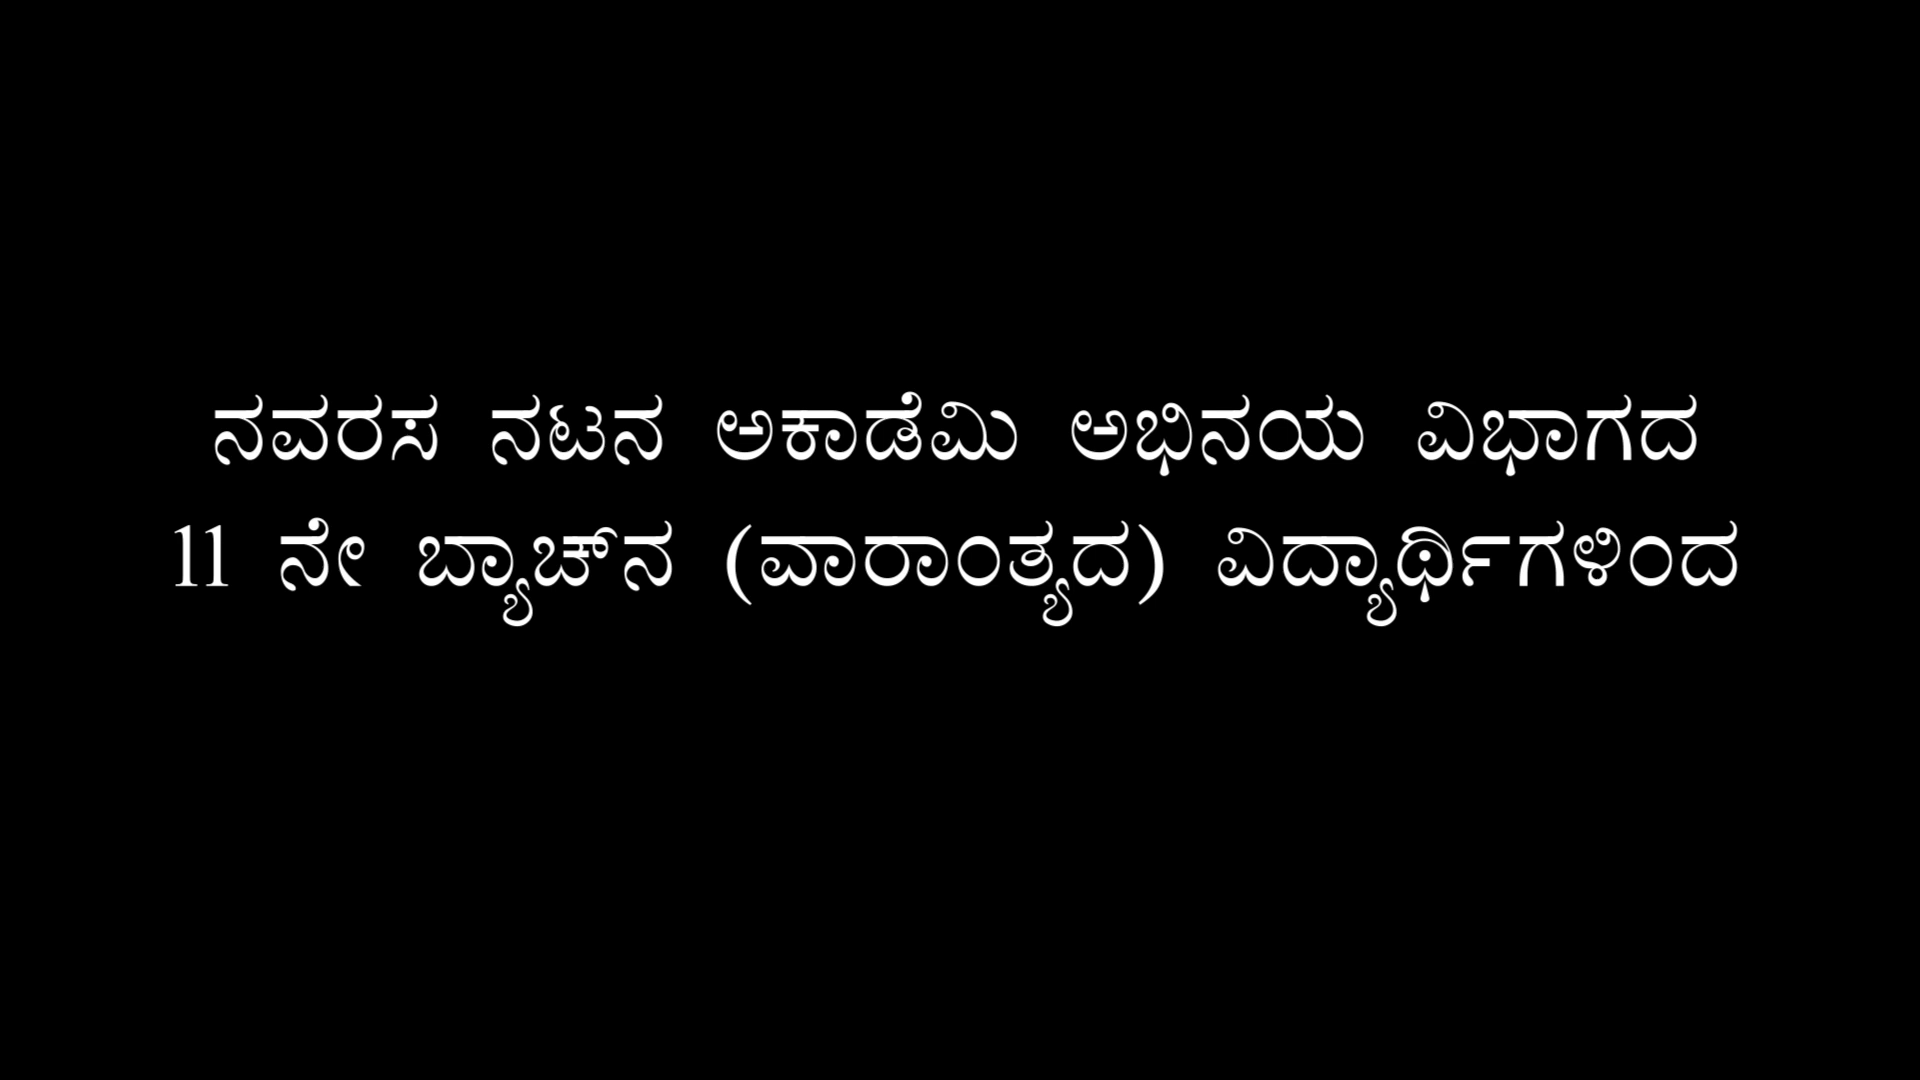 ನವರಸ ನಟನ ಅಕಾಡೆಮಿ ಅಭಿನಯ ವಿಭಾಗದ
11 ನೇ ಬ್ಯಾಚ್‌ನ (ವಾರಾಂತ್ಯದ) ವಿದ್ಯಾರ್ಥಿಗಳಿಂದ